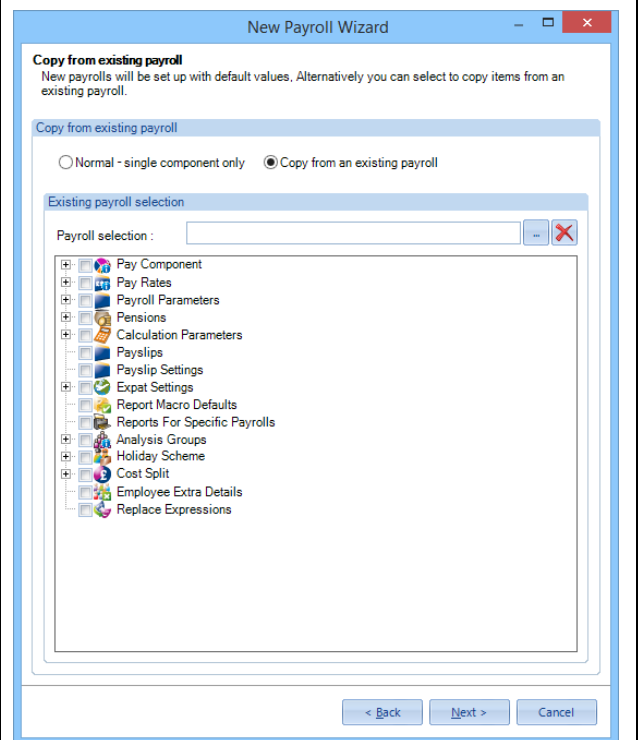 New Payroll Wizard
Copy from existing payroll
New payrolls will be set up with default values, Alternatively you can select to copy items from an
existing payroll.
Copy from existing payroll
Normal - single component only
Copy from an existing payroll
Existing payroll selection
Payroll selection :
...
Pay Component
Pay Rates
Payroll Parameters
Pensions
Calculation Parameters
Payslips
Payslip Settings
Expat Settings
Report Macro Defaults
Reports For Specific Payrolls
Analysis Groups
Holiday Scheme
Cost Split
Employee Extra Details
Replace Expressions
< Back
Next >
Cancel